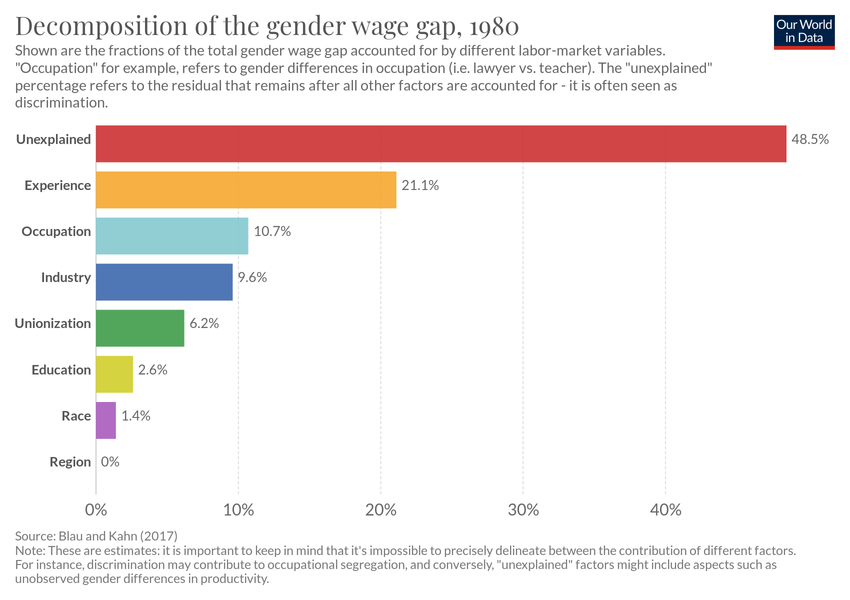 Decomposition of the gender wage gap, 1980
Our World
in Data
Shown are the fractions of the total gender wage gap accounted for by different labor-market variables.
"Occupation" for example, refers to gender differences in occupation (i.e. lawyer vs. teacher). The "unexplained"
percentage refers to the residual that remains after all other factors are accounted for - it is often seen as
discrimination.
Unexplained 48.5%
Experience 21.1%
Occupation 10.7%
Industry 9.6%
Unionization 6.2%
Education 2.6%
Race 1.4%
Region 0%
0% 10% 20% 30% 40%
Source: Blau and Kahn (2017)
Note: These are estimates: it is important to keep in mind that it's impossible to precisely delineate between the contribution of different factors.
For instance, discrimination may contribute to occupational segregation, and conversely, "unexplained" factors might include aspects such as
unobserved gender differences in productivity.